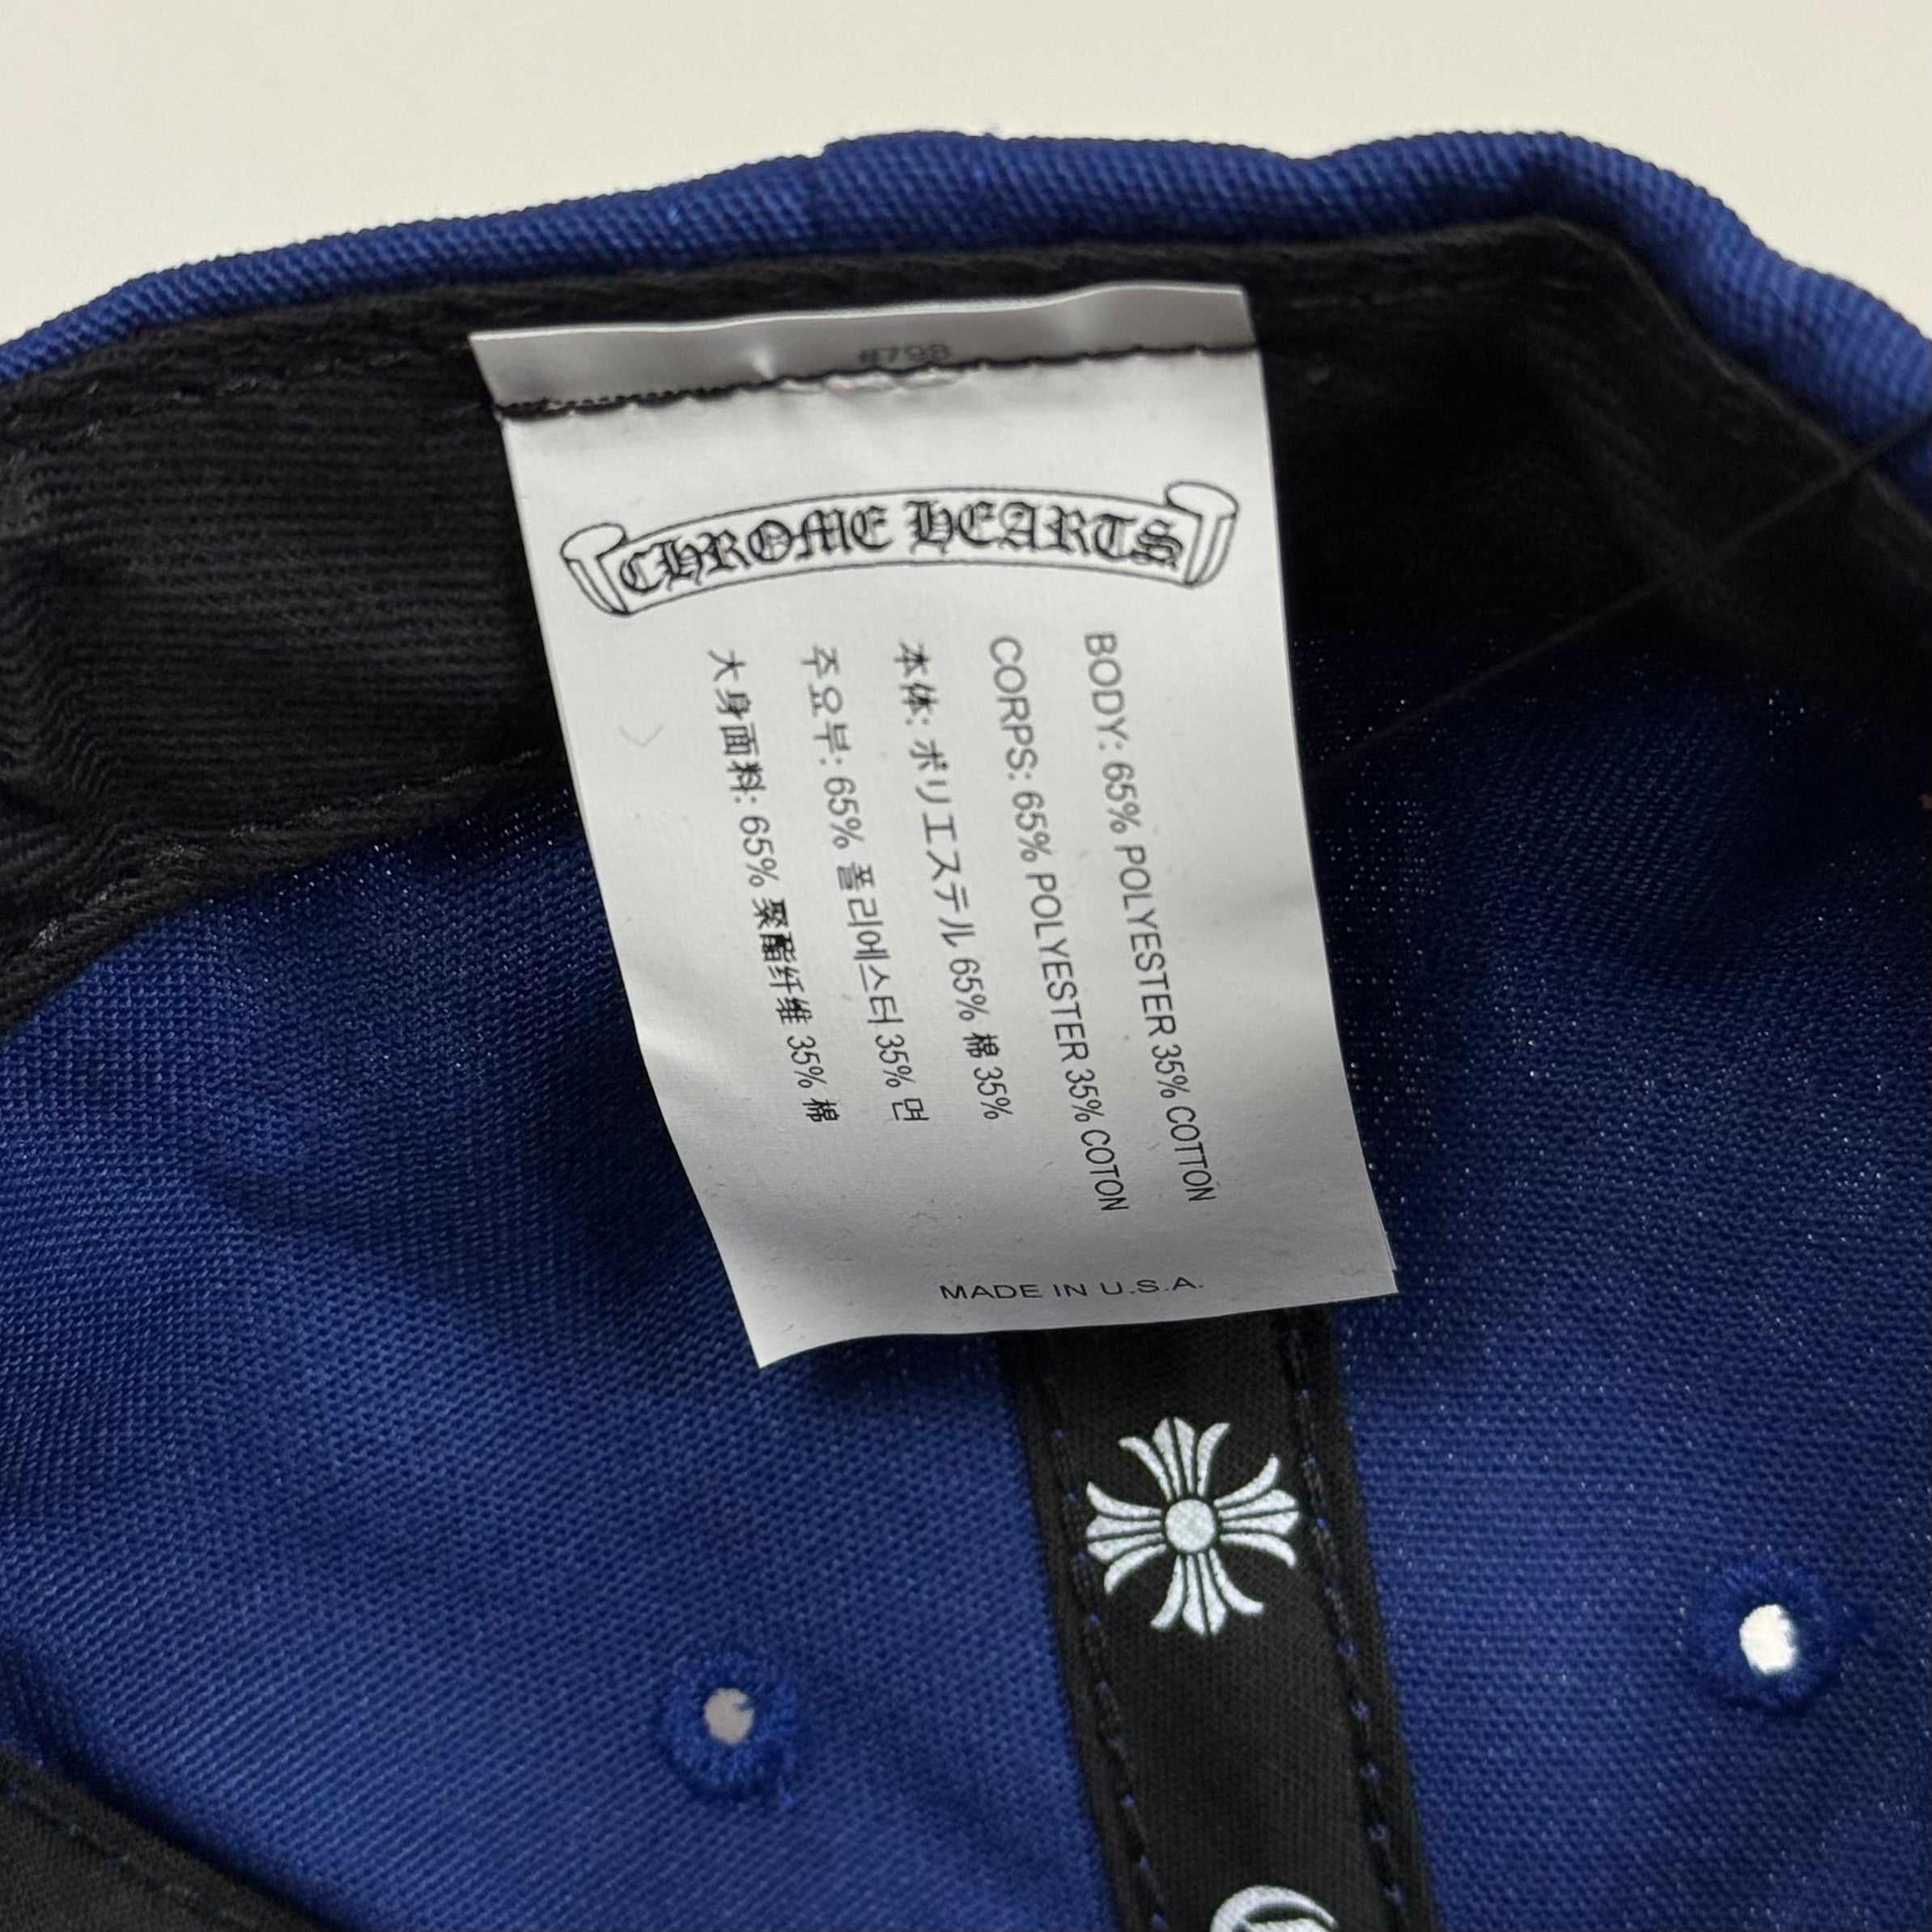 #798
CHROME HEARTS
BODY: 65% POLYESTER 35% COTTON
CORPS: 65% POLYESTER 35% COTON
本体: ポリエステル 65% 棉 35%
주요부: 65% 폴리에스터 35% 면
大身面料: 65% 聚酯纤维 35% 棉
MADE IN U.S.A.